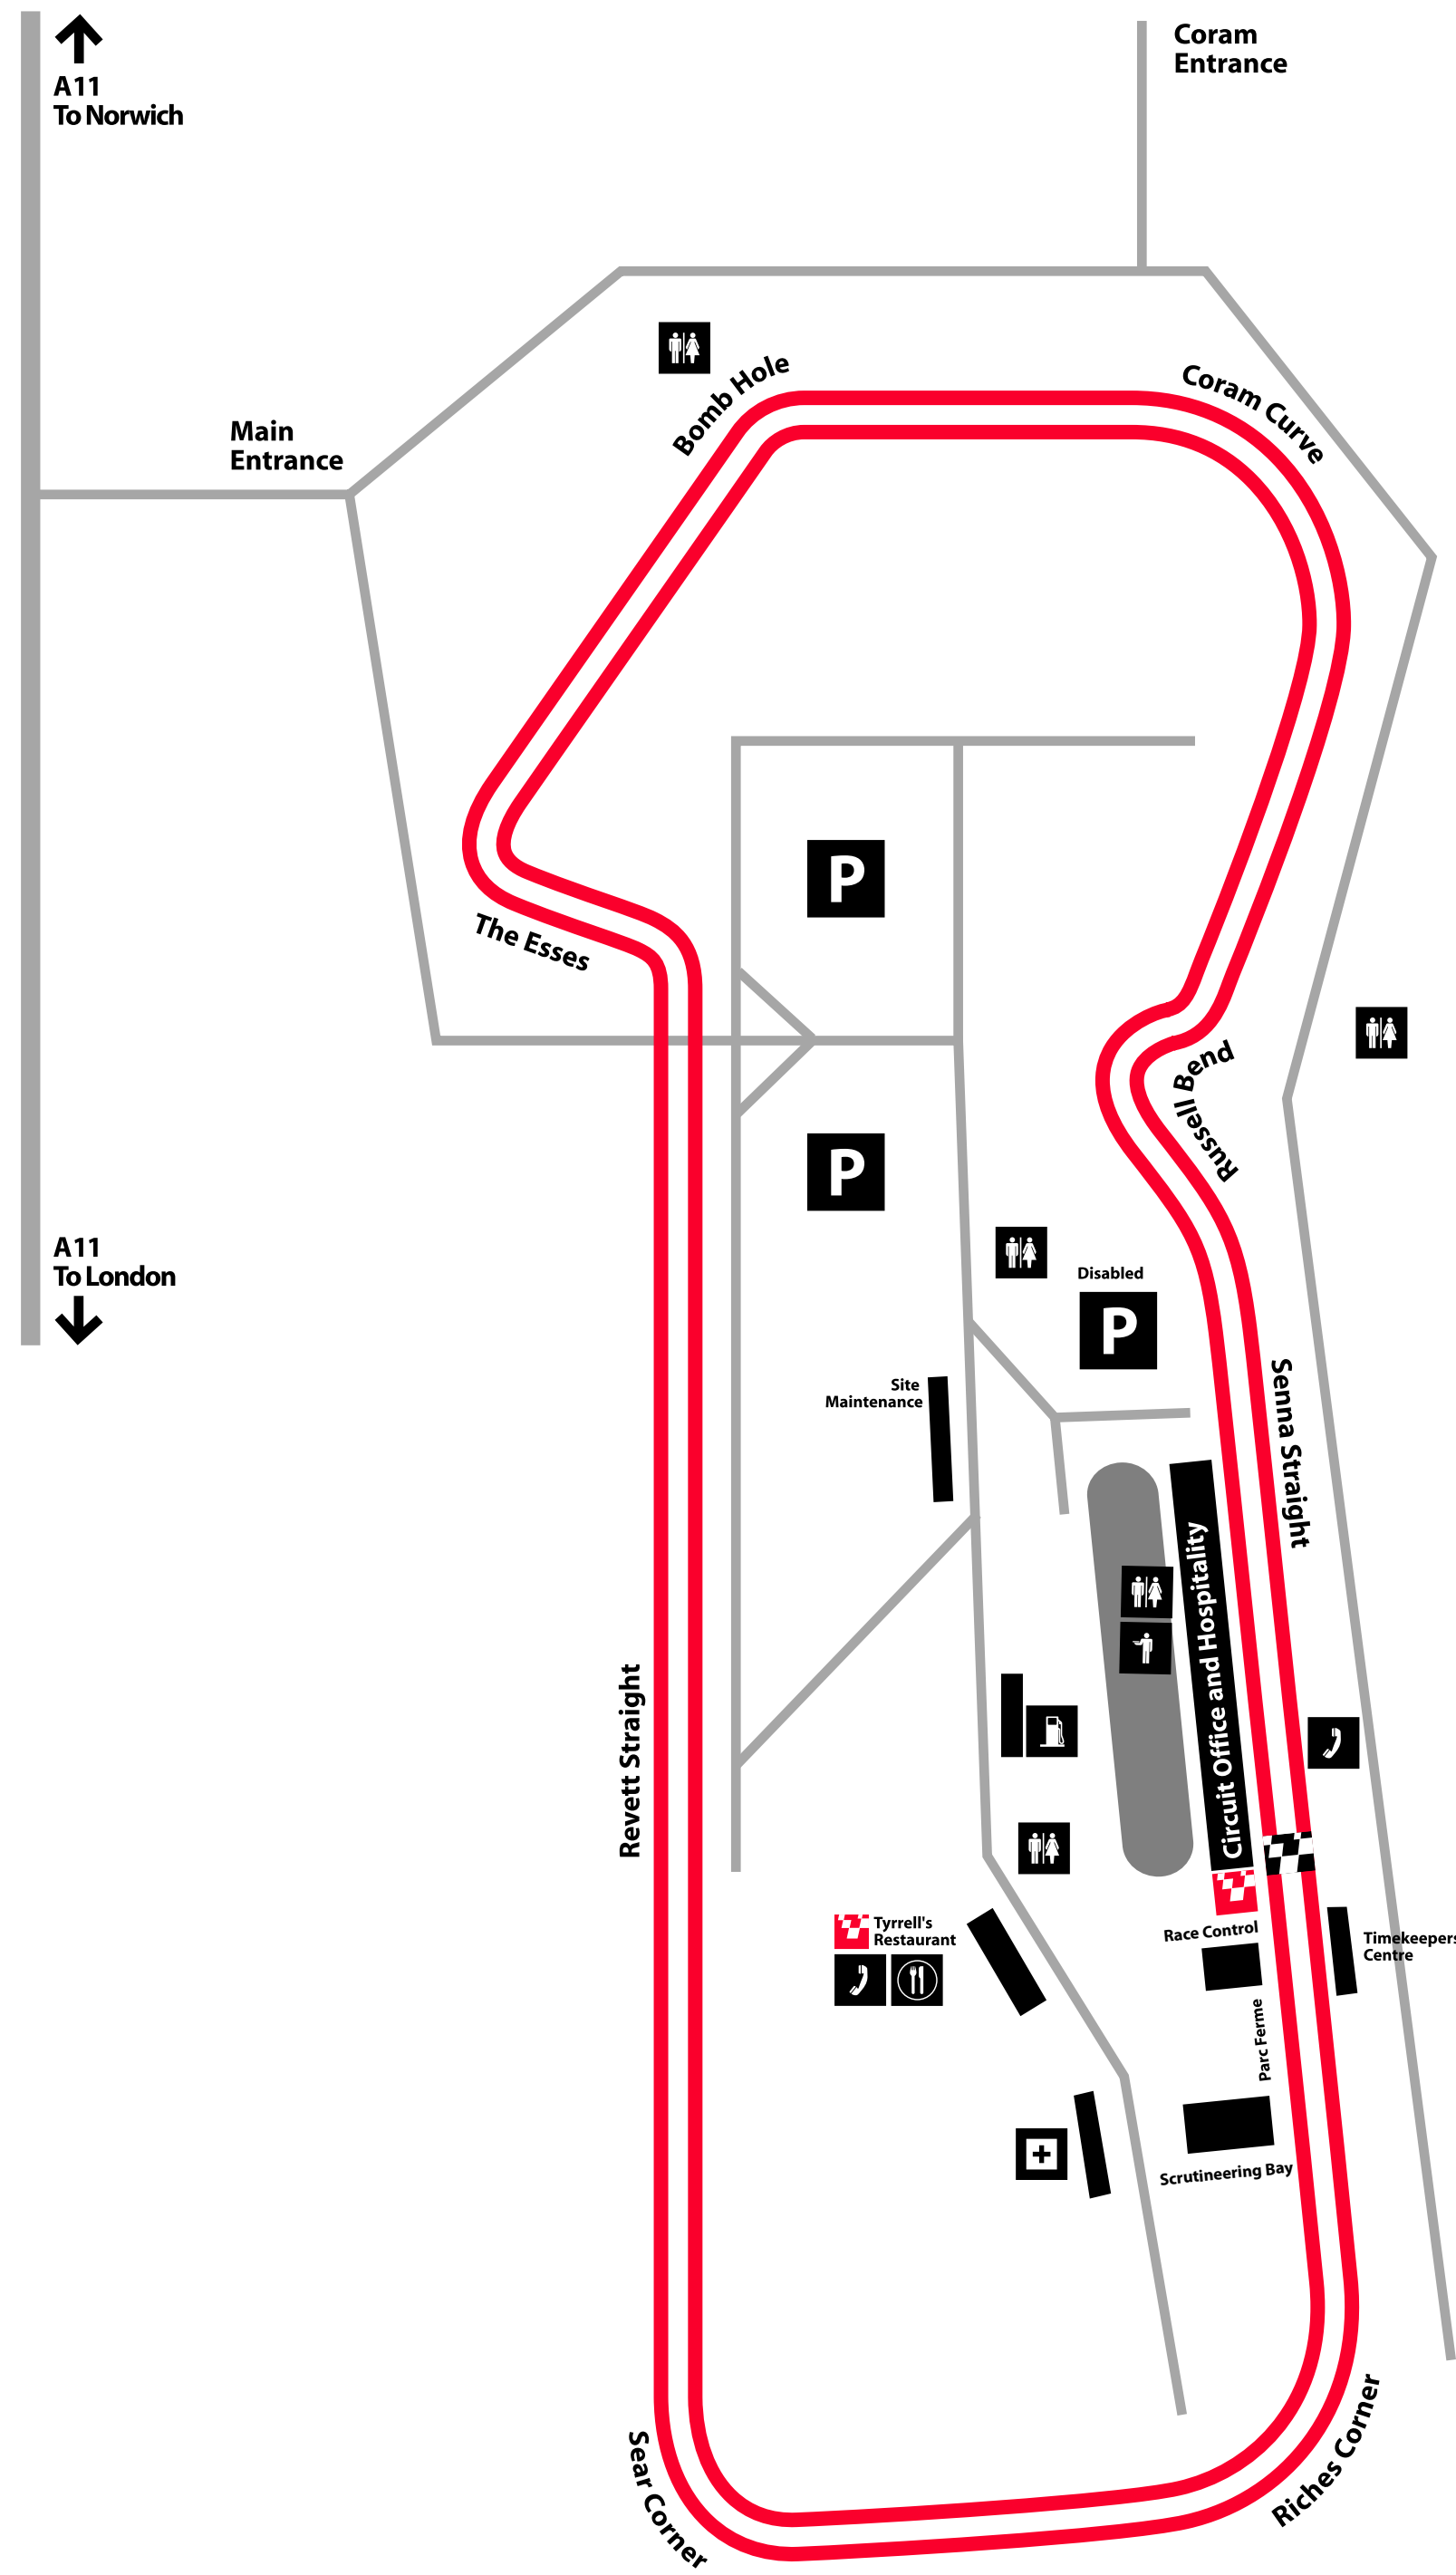 A11
To Norwich
Coram
Entrance
Bomb Hole
Coram Curve
Main
Entrance
P
The Esses
Russell Bend
P
A11
To London
Disabled
P
Site
Maintenance
Senna Straight
Circuit Office and Hospitality
Revett Straight
Tyrrell's
Restaurant
Race Control
Timekeepers
Centre
Parc Ferme
Scrutineering Bay
Sear Corner
Riches Corner